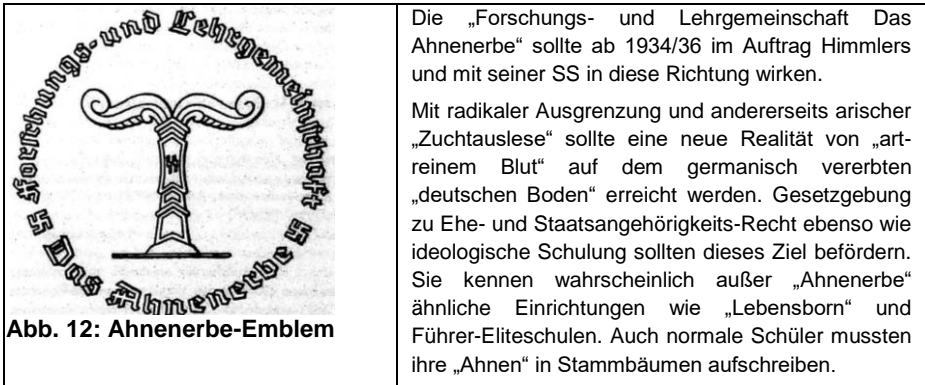 Forschungs- und Lehrgemeinschaft
Das Ahnenerbe
Abb. 12: Ahnenerbe-Emblem
Die „Forschungs- und Lehrgemeinschaft Das
Ahnenerbe“ sollte ab 1934/36 im Auftrag Himmlers
und mit seiner SS in diese Richtung wirken.
Mit radikaler Ausgrenzung und andererseits arischer
„Zuchtauslese“ sollte eine neue Realität von „art-
reinem Blut“ auf dem germanisch vererbten
„deutschen Boden“ erreicht werden. Gesetzgebung
zu Ehe- und Staatsangehörigkeits-Recht ebenso wie
ideologische Schulung sollten dieses Ziel befördern.
Sie kennen wahrscheinlich außer „Ahnenerbe“
ähnliche Einrichtungen wie „Lebensborn“ und
Führer-Eliteschulen. Auch normale Schüler mussten
ihre „Ahnen“ in Stammbäumen aufschreiben.